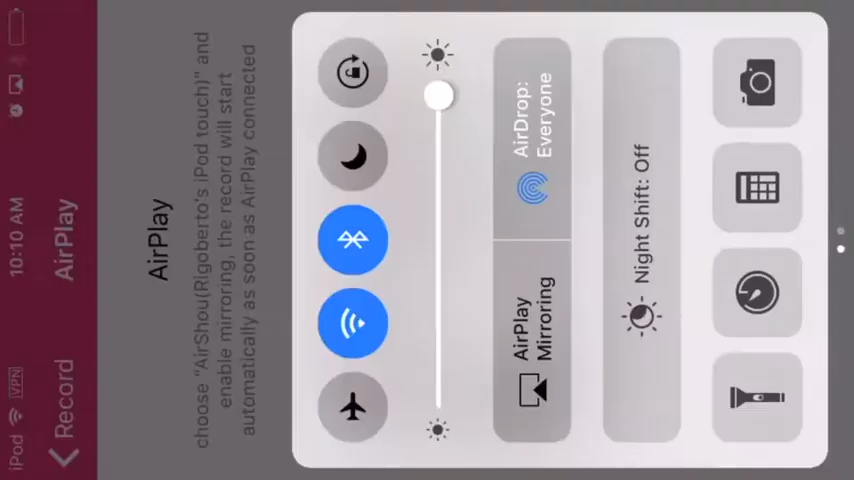 iPod VPN 10:10 AM
Record AirPlay
AirPlay
choose "AirShou(Rigoberto's iPod touch)" and
enable mirroring, the record will start
automatically as soon as AirPlay connected
AirPlay
Mirroring
AirDrop:
Everyone
Night Shift: Off